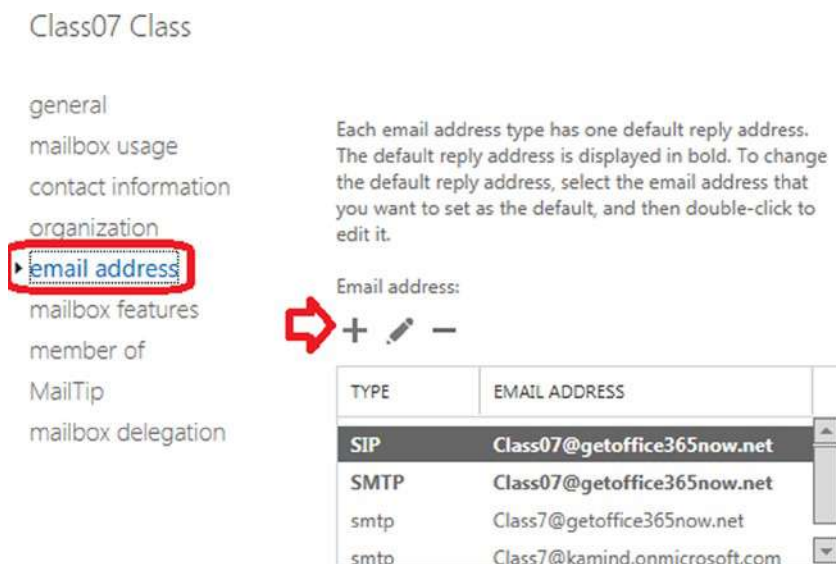 Class07 Class
general
mailbox usage
contact information
organization
email address
mailbox features
member of
MailTip
mailbox delegation
Each email address type has one default reply address.
The default reply address is displayed in bold. To change
the default reply address, select the email address that
you want to set as the default, and then double-click to
edit it.
Email address:
TYPE EMAIL ADDRESS
SIP Class07@getoffice365now.net
SMTP Class07@getoffice365now.net
smtp Class7@getoffice365now.net
smtp Class7@kamind.onmicrosoft.com